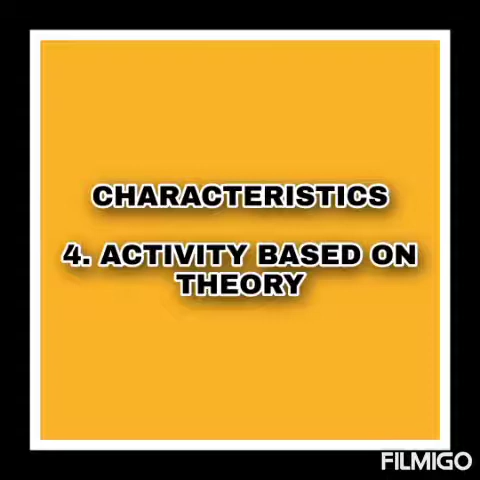 CHARACTERISTICS
4. ACTIVITY BASED ON
THEORY
FILMIGO